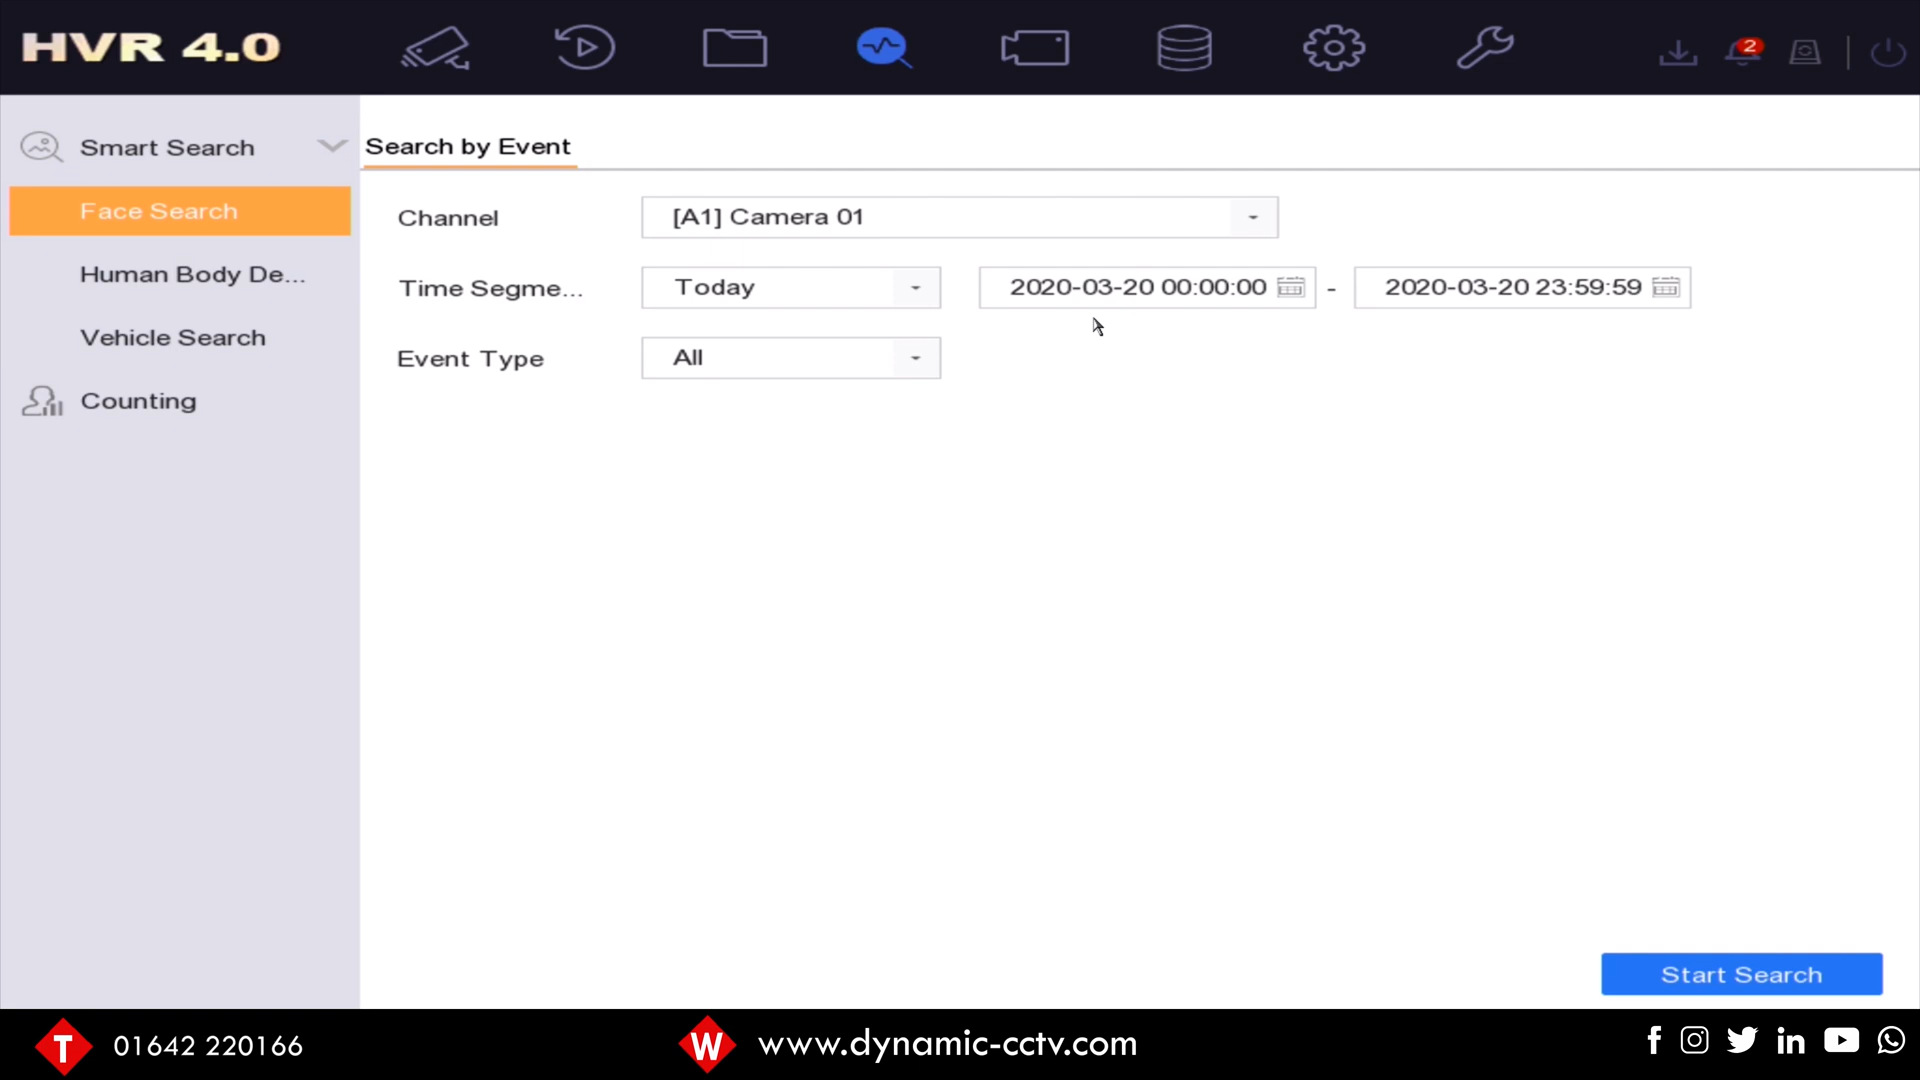 HVR 4.0
2
Smart Search
Search by Event
Face Search
Channel
[A1] Camera 01
Human Body De...
Time Segme...
Today
2020-03-20 00:00:00
-
2020-03-20 23:59:59
Vehicle Search
Event Type
All
Counting
Start Search
T 01642 220166
W www.dynamic-cctv.com